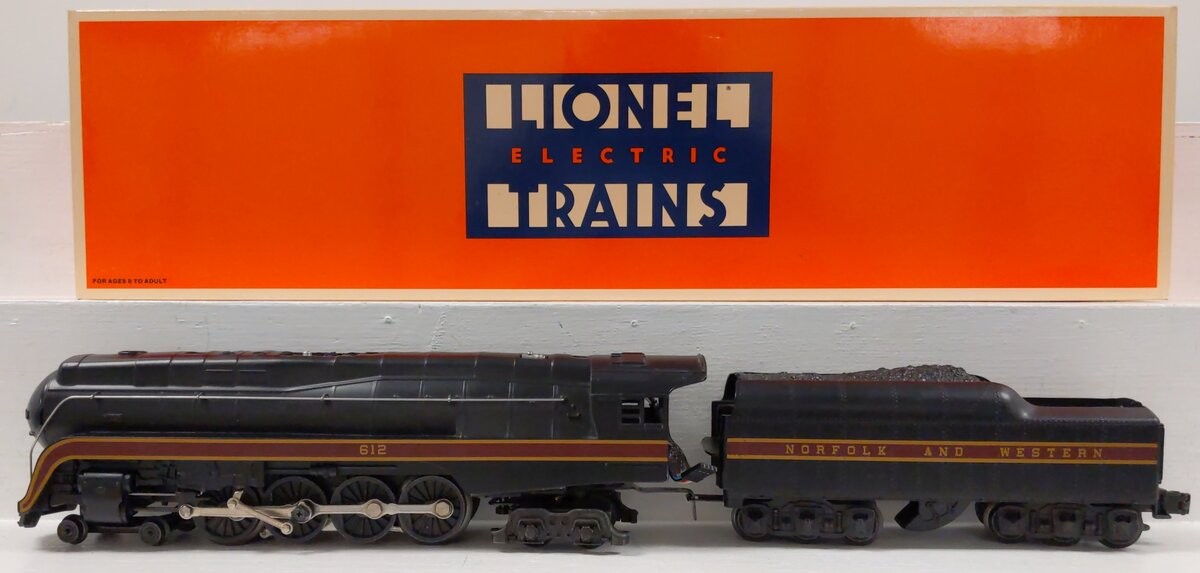 LIONEL®
ELECTRIC
TRAINS
FOR AGES 8 TO ADULT
612
NORFOLK AND WESTERN